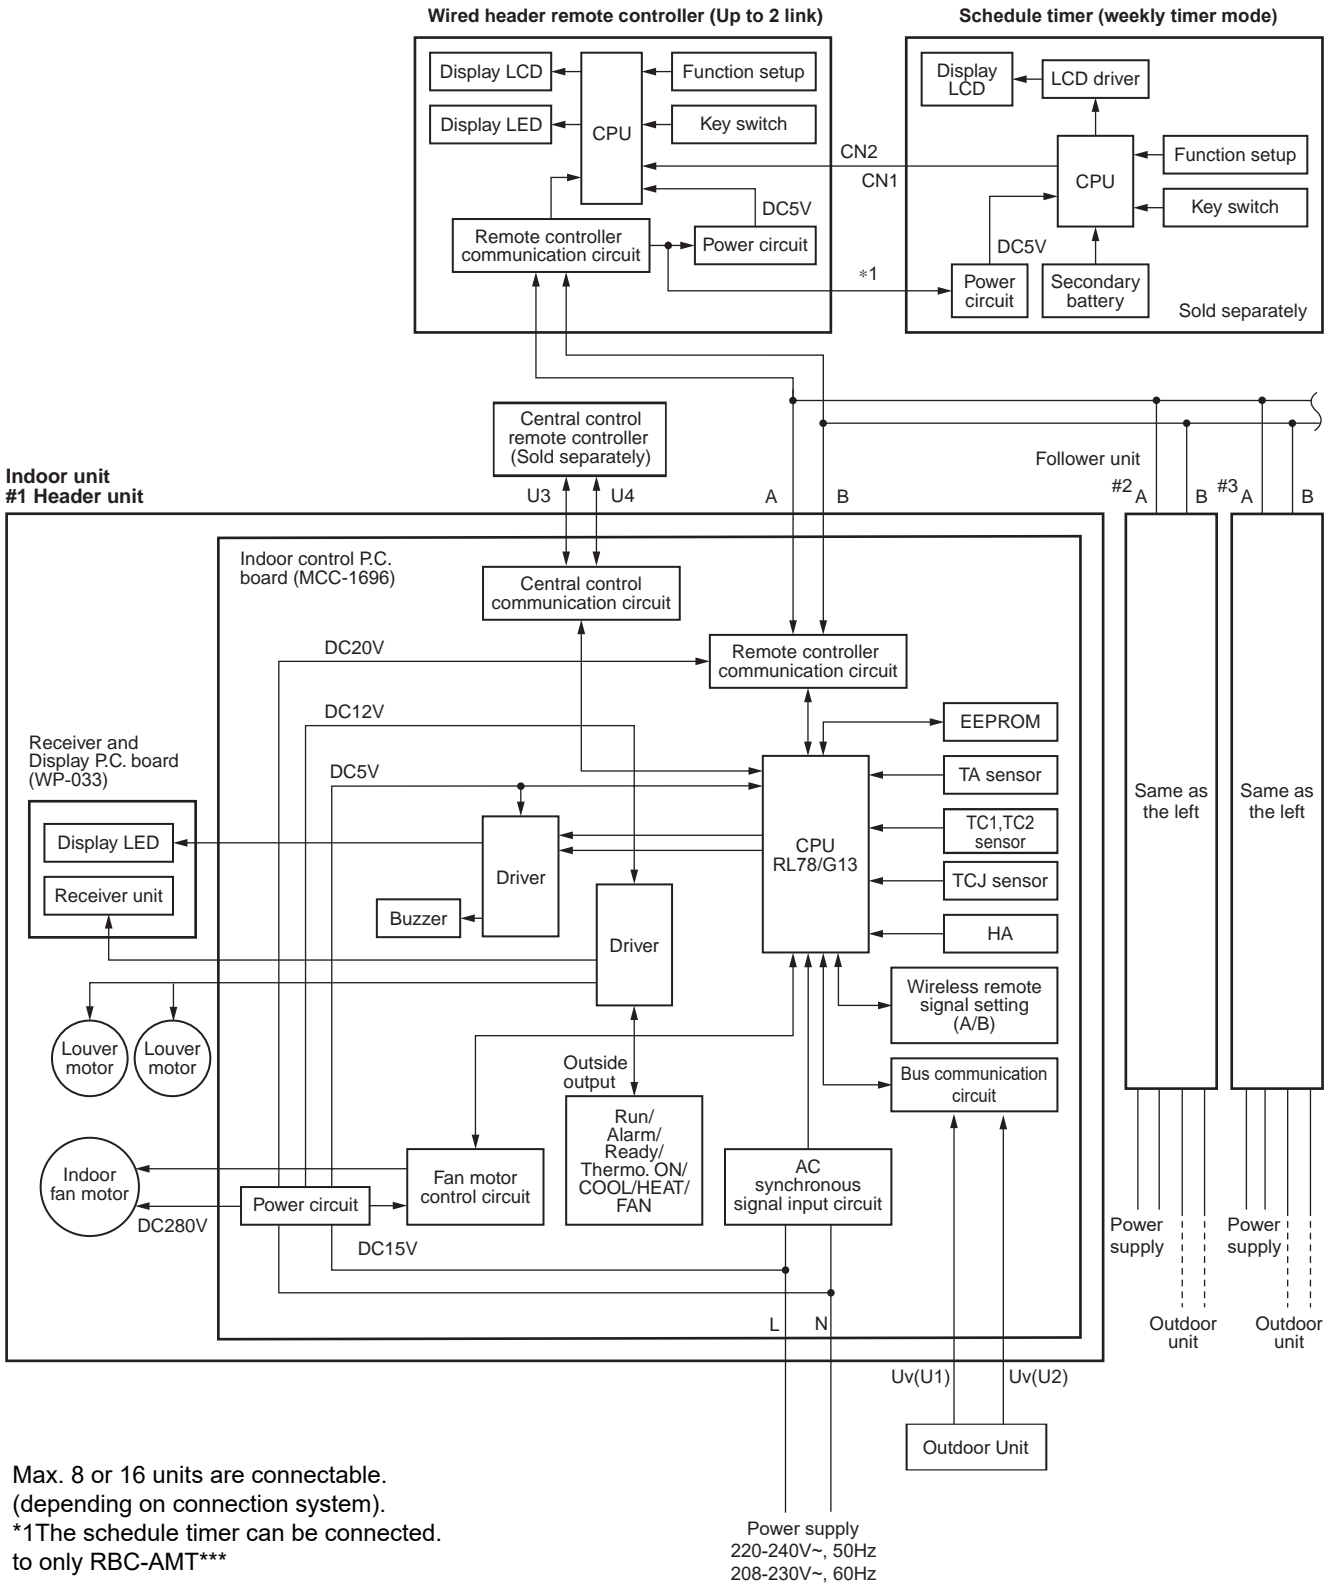 Wired header remote controller (Up to 2 link)
Schedule timer (weekly timer mode)
Display LCD
Function setup
Display LED
CPU
Key switch
DC5V
Remote controller
communication circuit
Power circuit
Display
LCD
LCD driver
CPU
Function setup
Key switch
DC5V
Power
circuit
Secondary
battery
Sold separately
CN2
CN1
*1
Central control
remote controller
(Sold separately)
U3
U4
A
B
Follower unit
#2
A
B
#3
A
B
Indoor unit
#1 Header unit
Indoor control P.C.
board (MCC-1696)
Central control
communication circuit
DC20V
Remote controller
communication circuit
DC12V
EEPROM
Receiver and
Display P.C. board
(WP-033)
DC5V
TA sensor
Display LED
TC1,TC2
sensor
CPU
RL78/G13
Driver
TCJ sensor
Receiver unit
Buzzer
HA
Driver
Wireless remote
signal setting
(A/B)
Louver
motor
Louver
motor
Outside
output
Bus communication
circuit
Run/
Alarm/
Ready/
Thermo. ON/
COOL/HEAT/
FAN
Indoor
fan motor
Fan motor
control circuit
AC
synchronous
signal input circuit
Power circuit
DC280V
DC15V
L
N
Same as
the left
Same as
the left
Power
supply
Power
supply
Outdoor
unit
Outdoor
unit
Uv(U1)
Uv(U2)
Outdoor Unit
Max. 8 or 16 units are connectable.
(depending on connection system).
*1The schedule timer can be connected.
to only RBC-AMT***
Power supply
220-240V~, 50Hz
208-230V~, 60Hz